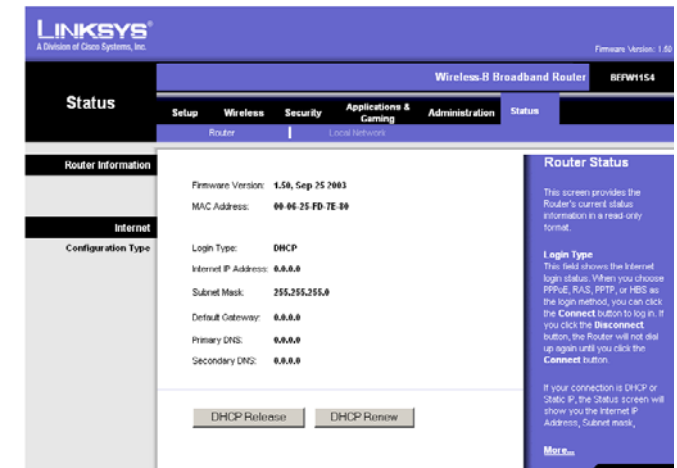 LINKSYS®
A Division of Cisco Systems, Inc.
Firmware Version: 1.50
Wireless-B Broadband Router BEFW11S4
Status
Setup Wireless Security Applications & Gaming Administration Status
Router Local Network
Router Information
Firmware Version: 1.50, Sep 25 2003
MAC Address: 00-06-25-FD-7E-80
Internet
Configuration Type
Login Type: DHCP
Internet IP Address: 0.0.0.0
Subnet Mask: 255.255.255.0
Default Gateway: 0.0.0.0
Primary DNS: 0.0.0.0
Secondary DNS: 0.0.0.0
DHCP Release DHCP Renew
Router Status
This screen provides the
Router's current status
information in a read-only
format.
Login Type
This field shows the Internet
login status. When you choose
PPPoE, RAS, PPTP, or HBS as
the login method, you can click
the Connect button to log in. If
you click the Disconnect
button, the Router will not dial
up again until you click the
Connect button.
If your connection is DHCP or
Static IP, the Status screen will
show you the Internet IP
Address, Subnet mask,
More...